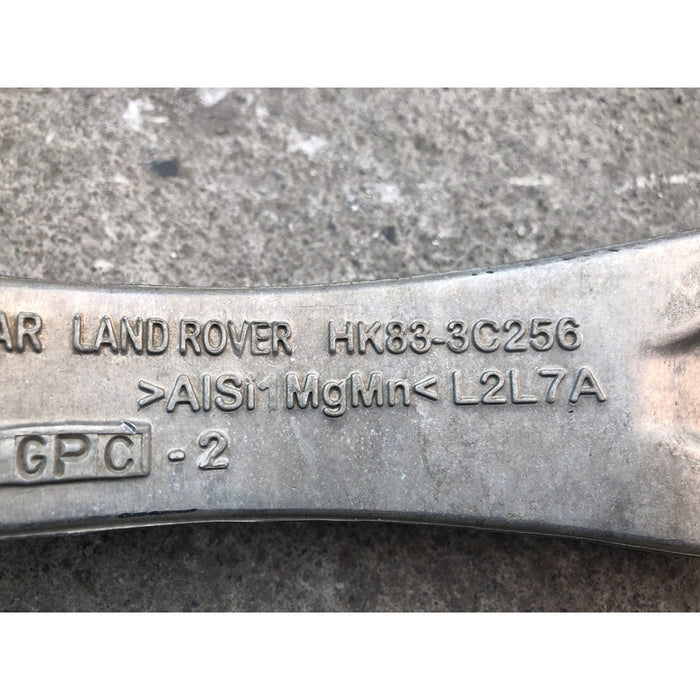 AR LAND ROVER HK83-3C256
>AlSi1MgMn< L2L7A
GPC -2